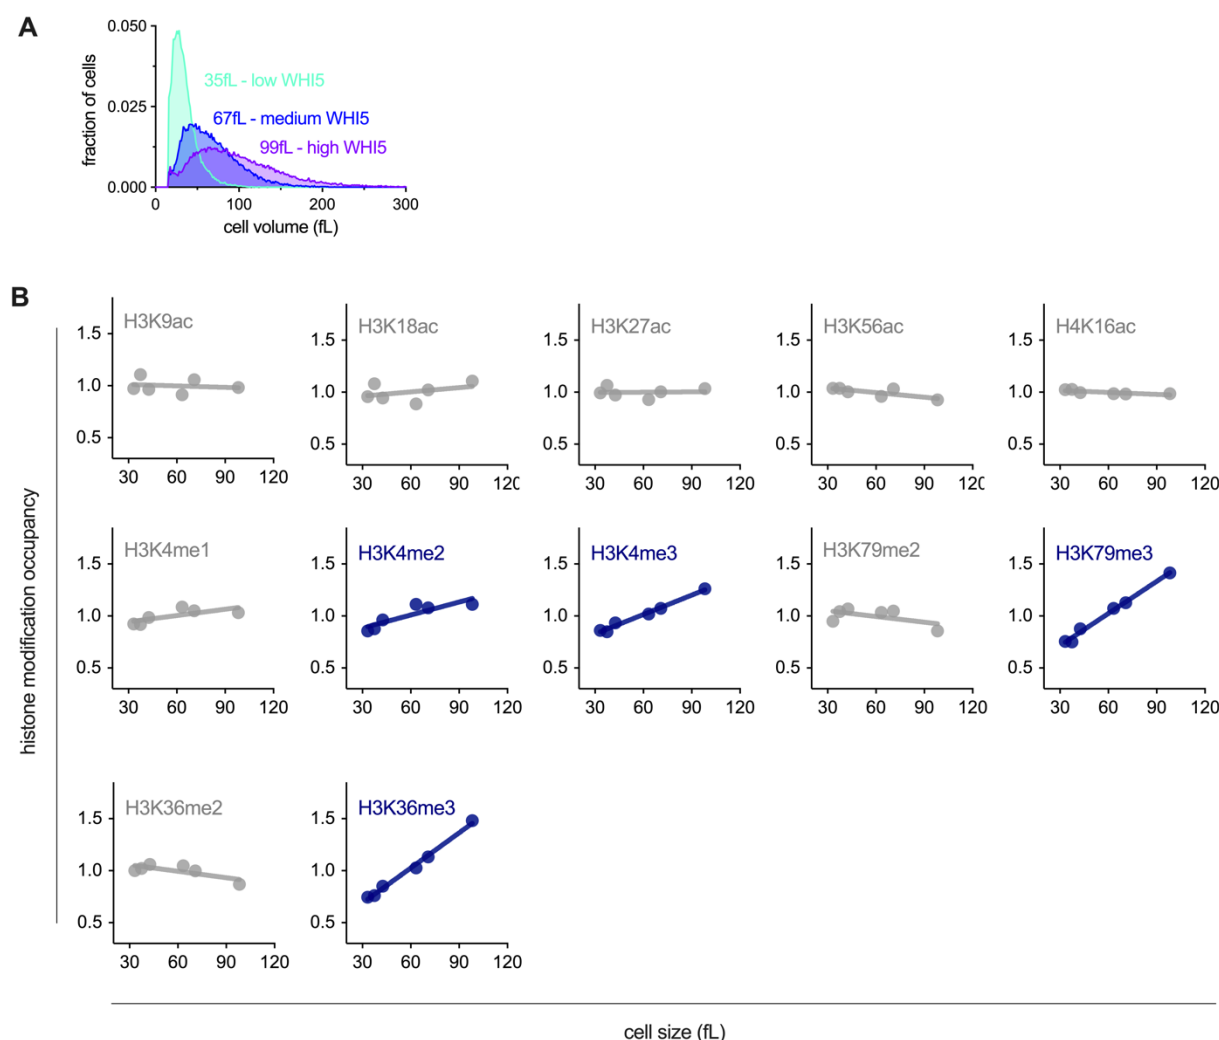 A
0.050
0.025
0.000
fraction of cells
35fL - low WHI5
67fL - medium WHI5
99fL - high WHI5
0 100 200 300
cell volume (fL)
B
histone modification occupancy
H3K9ac
1.5
1.0
0.5
30 60 90 120
H3K18ac
1.5
1.0
0.5
30 60 90 120
H3K27ac
1.5
1.0
0.5
30 60 90 120
H3K56ac
1.5
1.0
0.5
30 60 90 120
H4K16ac
1.5
1.0
0.5
30 60 90 120
H3K4me1
1.5
1.0
0.5
30 60 90 120
H3K4me2
1.5
1.0
0.5
30 60 90 120
H3K4me3
1.5
1.0
0.5
30 60 90 120
H3K79me2
1.5
1.0
0.5
30 60 90 120
H3K79me3
1.5
1.0
0.5
30 60 90 120
H3K36me2
1.5
1.0
0.5
30 60 90 120
H3K36me3
1.5
1.0
0.5
30 60 90 120
cell size (fL)